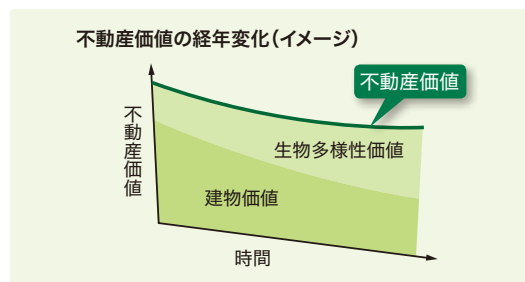 不動産価値の経年変化（イメージ）
不動産価値
不動産価値
生物多様性価値
建物価値
時間